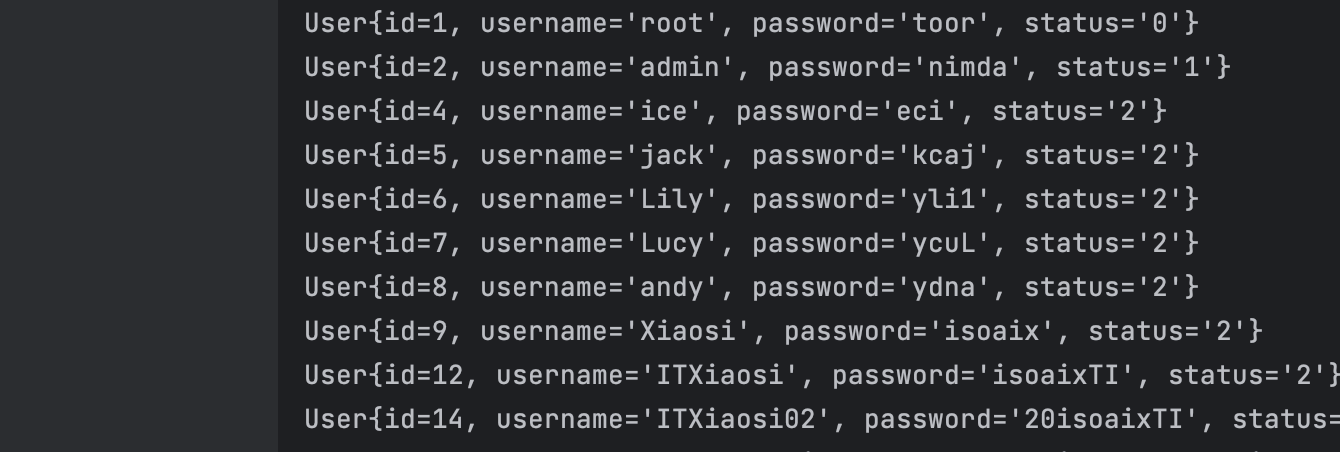 User{id=1, username='root', password='toor', status='0'}
User{id=2, username='admin', password='nimda', status='1'}
User{id=4, username='ice', password='eci', status='2'}
User{id=5, username='jack', password='kcaj', status='2'}
User{id=6, username='Lily', password='yli1', status='2'}
User{id=7, username='Lucy', password='ycuL', status='2'}
User{id=8, username='andy', password='ydna', status='2'}
User{id=9, username='Xiaosi', password='isoaix', status='2'}
User{id=12, username='ITXiaosi', password='isoaixTI', status='2'}
User{id=14, username='ITXiaosi02', password='20isoaixTI', status=